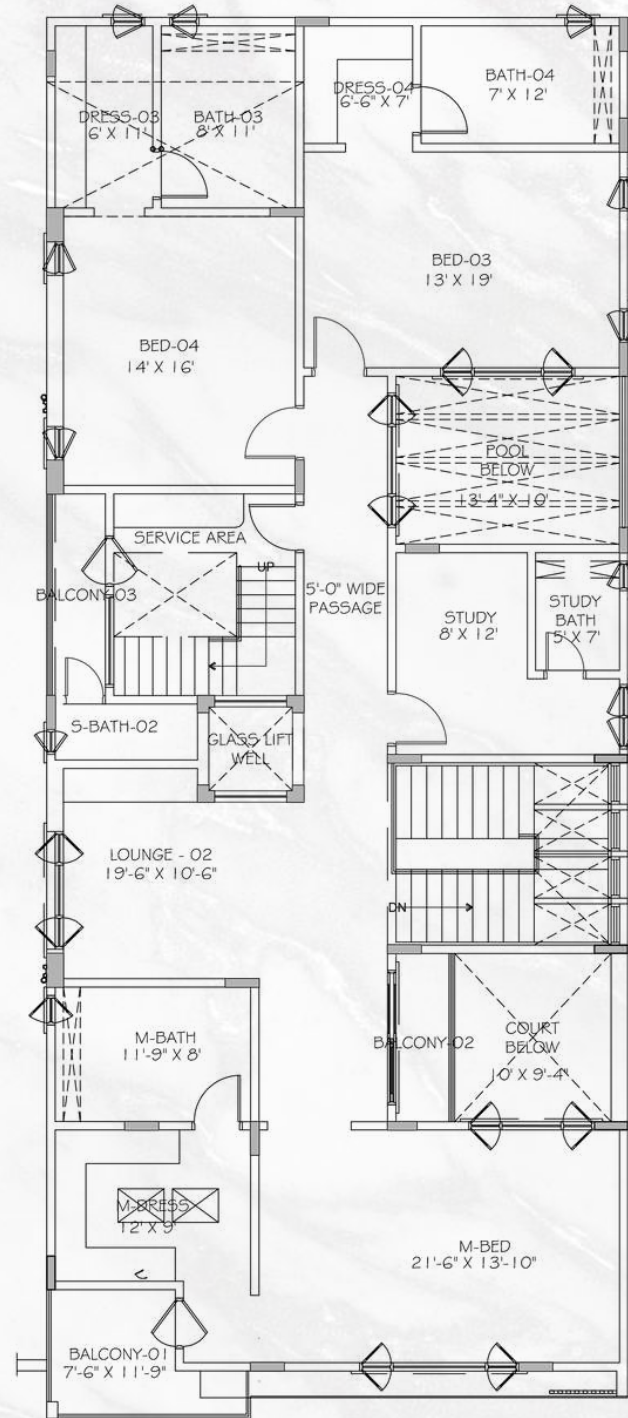 DRESS-03
6' X 11'
BATH-03
8' X 11'
DRESS-04
6'-6" X 7'
BATH-04
7' X 12'
BED-03
13' X 19'
BED-04
14' X 16'
POOL
BELOW
13'-4" X 10'
SERVICE AREA
UP
BALCONY-03
5'-0" WIDE
PASSAGE
STUDY
8' X 12'
STUDY
BATH
5' X 7'
S-BATH-02
GLASS LIFT
WELL
LOUNGE - 02
19'-6" X 10'-6"
DN
M-BATH
11'-9" X 8'
BALCONY-02
COURT
BELOW
10' X 9'-4"
M-DRESS
12' X 9'
M-BED
21'-6" X 13'-10"
BALCONY-01
7'-6" X 11'-9"